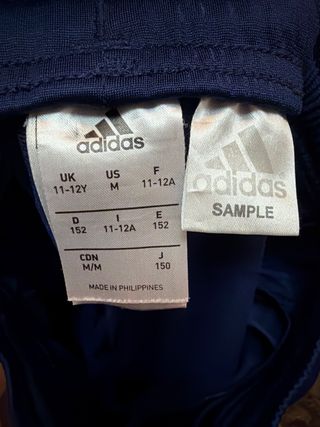 adidas
UK US F
11-12Y M 11-12A
D I E
152 11-12A 152
CDN J
M/M 150
MADE IN PHILIPPINES
adidas
SAMPLE